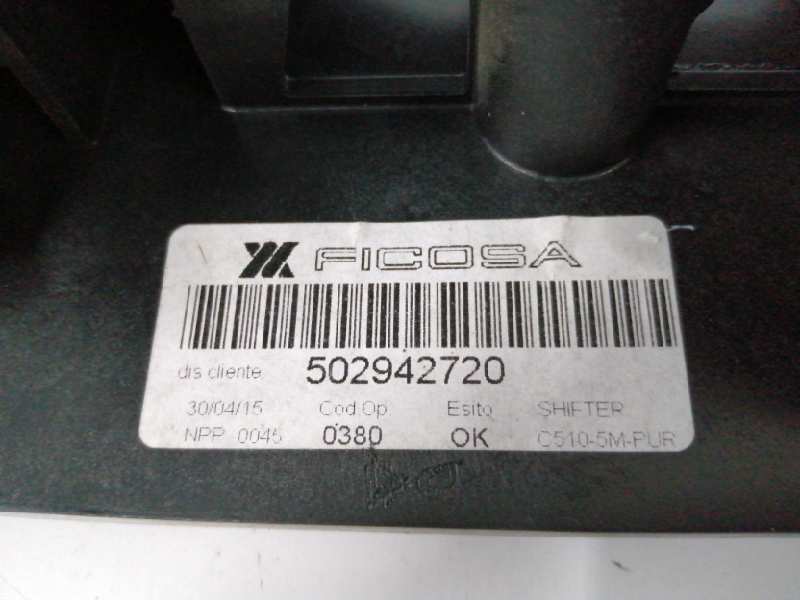 FICOSA
dis cliente 502942720
30/04/15 Cod Op Esito SHIFTER
NPP 0045 0380 OK C510-5M-PUR